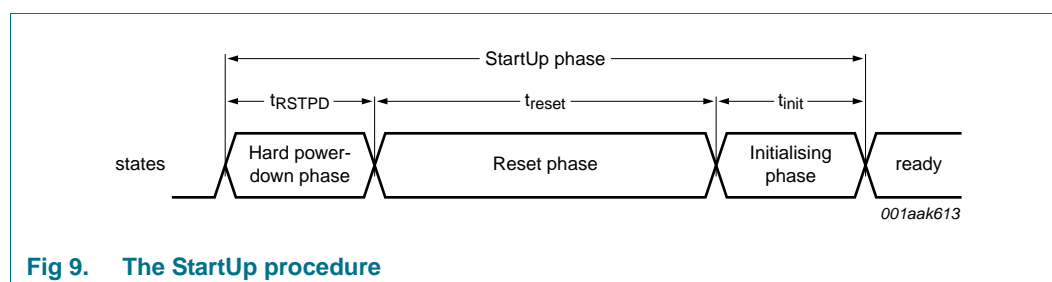 StartUp phase
tRSTPD
treset
tinit
states
Hard power-
down phase
Reset phase
Initialising
phase
ready
001aak613
Fig 9. The StartUp procedure